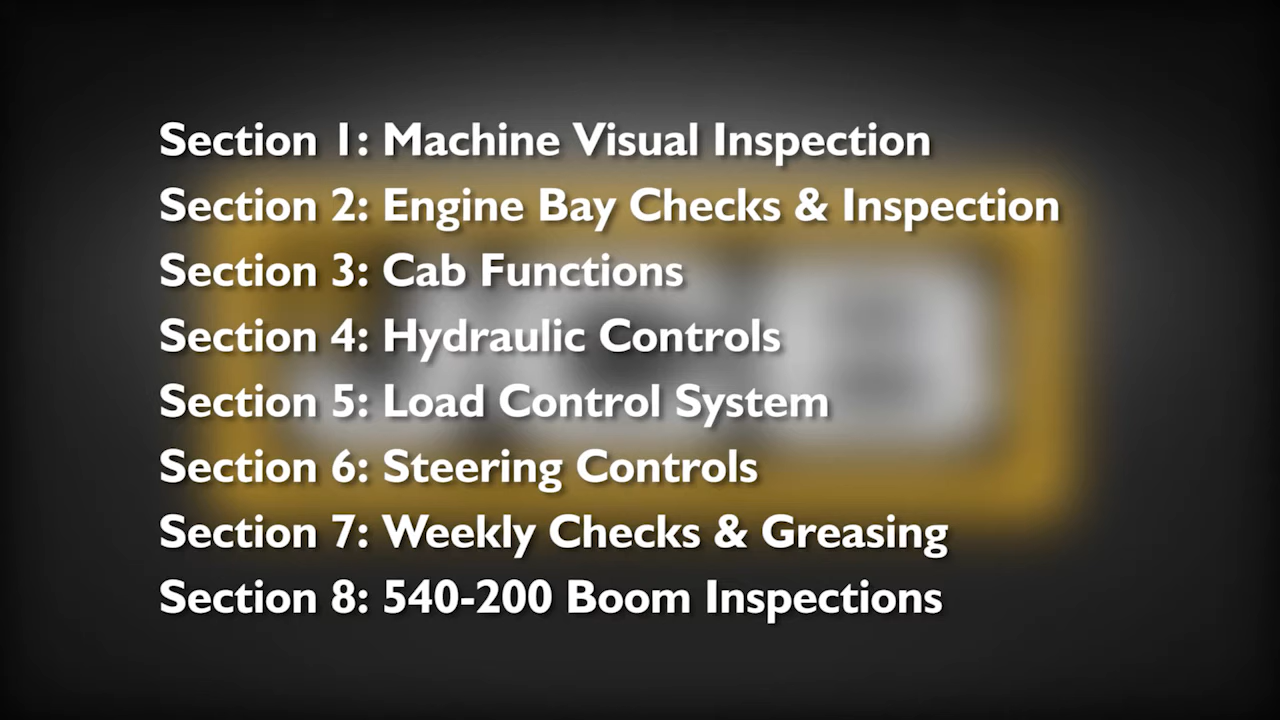 Section 1: Machine Visual Inspection
Section 2: Engine Bay Checks & Inspection
Section 3: Cab Functions
Section 4: Hydraulic Controls
Section 5: Load Control System
Section 6: Steering Controls
Section 7: Weekly Checks & Greasing
Section 8: 540-200 Boom Inspections